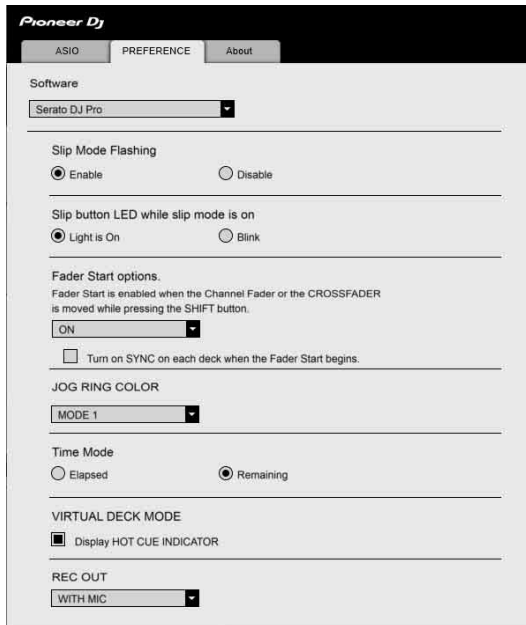 Pioneer Dj
ASIO PREFERENCE About
Software
Serato DJ Pro
Slip Mode Flashing
Enable Disable
Slip button LED while slip mode is on
Light is On Blink
Fader Start options.
Fader Start is enabled when the Channel Fader or the CROSSFADER
is moved while pressing the SHIFT button.
ON
Turn on SYNC on each deck when the Fader Start begins.
JOG RING COLOR
MODE 1
Time Mode
Elapsed Remaining
VIRTUAL DECK MODE
Display HOT CUE INDICATOR
REC OUT
WITH MIC